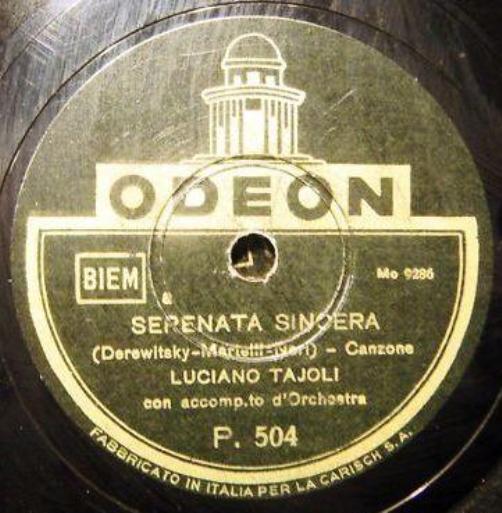 ODEON
BIEM
a
Mo 9286
SERENATA SINCERA
(Derewitsky-Martelli-) - Canzone
LUCIANO TAJOLI
con accomp.to d'Orchestra
P. 504
FABBRICATO IN ITALIA PER LA CARISCH S.A.